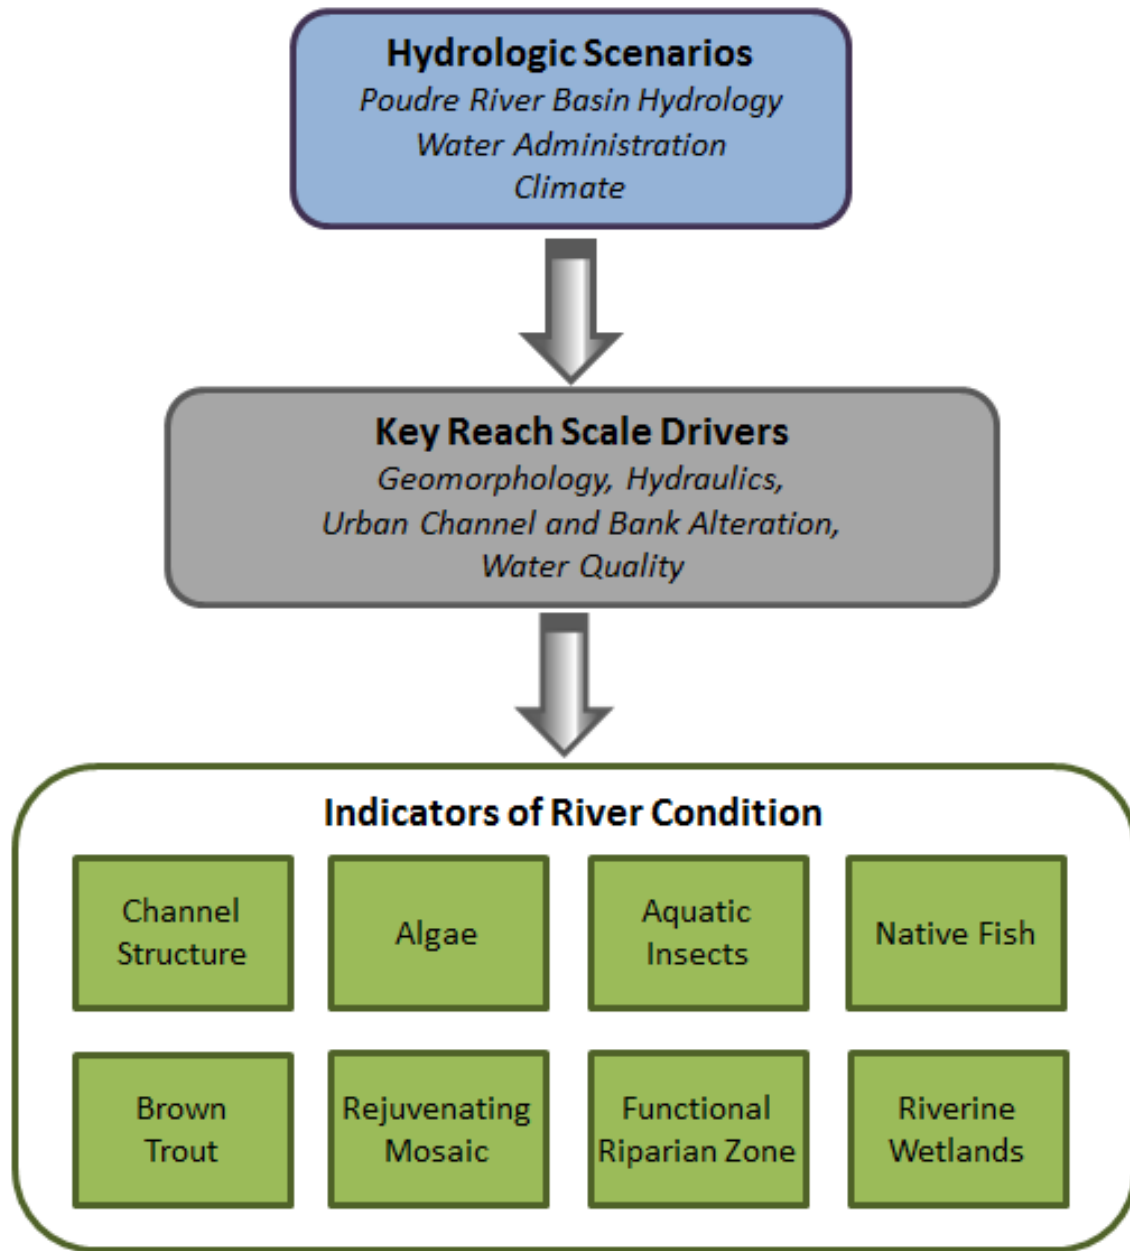 Hydrologic Scenarios
Poudre River Basin Hydrology
Water Administration
Climate
Key Reach Scale Drivers
Geomorphology, Hydraulics,
Urban Channel and Bank Alteration,
Water Quality
Indicators of River Condition
Channel
Structure
Algae
Aquatic
Insects
Native Fish
Brown
Trout
Rejuvenating
Mosaic
Functional
Riparian Zone
Riverine
Wetlands